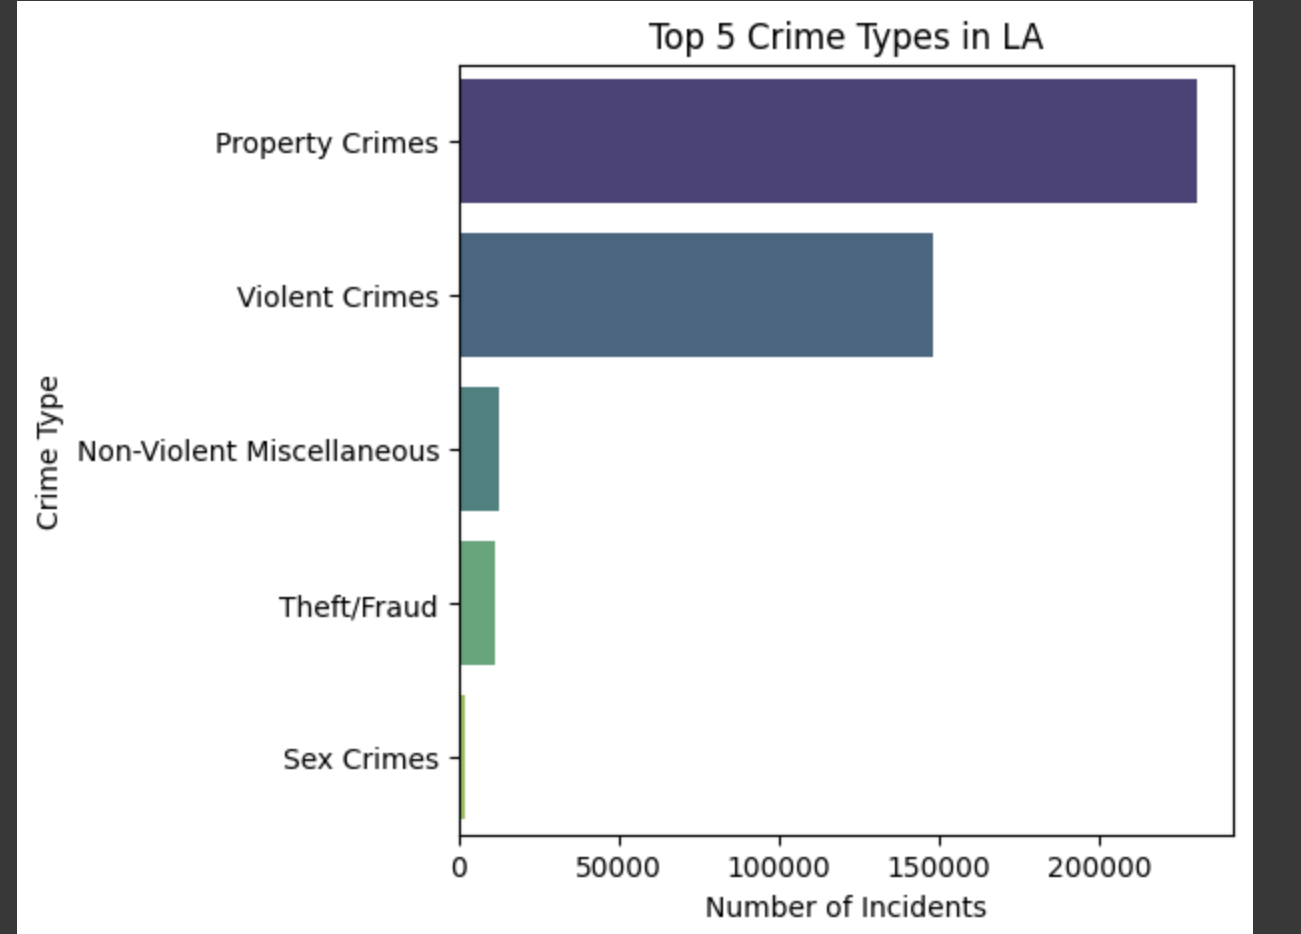 Top 5 Crime Types in LA
Property Crimes
Violent Crimes
Non-Violent Miscellaneous
Theft/Fraud
Sex Crimes
Crime Type
0 50000 100000 150000 200000
Number of Incidents